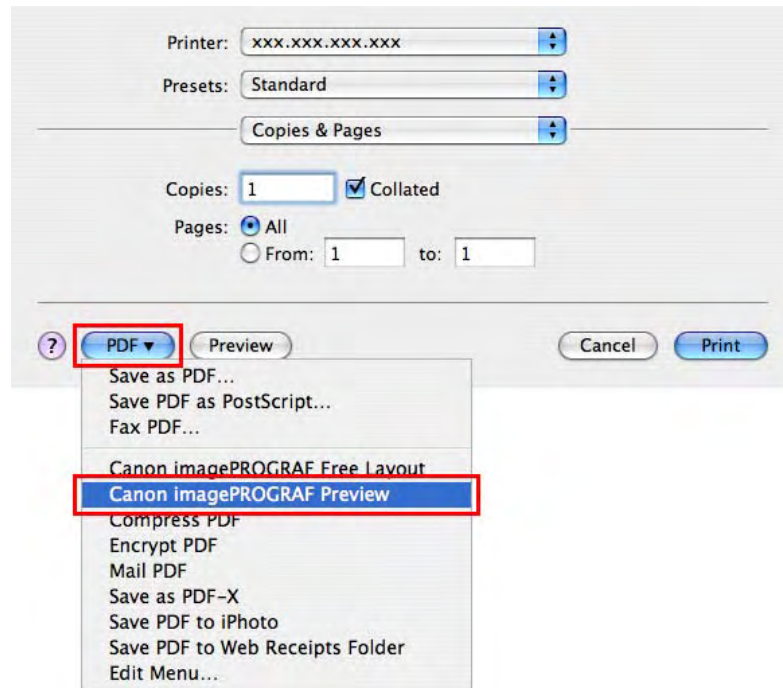 Printer: xxx.xxx.xxx.xxx
Presets: Standard
Copies & Pages
Copies: 1 Collated
Pages: All
From: 1 to: 1
? PDF ▼ Preview Cancel Print
Save as PDF...
Save PDF as PostScript...
Fax PDF...
Canon imagePROGRAF Free Layout
Canon imagePROGRAF Preview
Compress PDF
Encrypt PDF
Mail PDF
Save as PDF-X
Save PDF to iPhoto
Save PDF to Web Receipts Folder
Edit Menu...